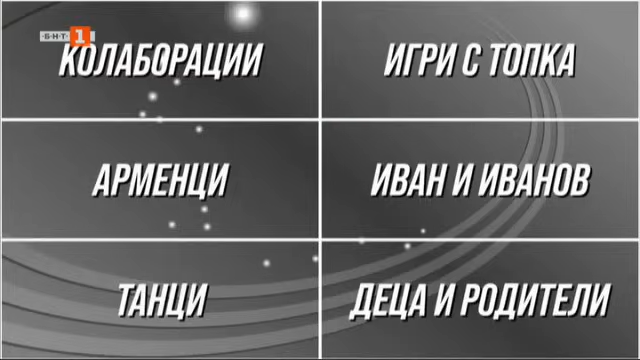 БНТ 1
КОЛАБОРАЦИИ
ИГРИ С ТОПКА
АРМЕНЦИ
ИВАН И ИВАНОВ
ТАНЦИ
ДЕЦА И РОДИТЕЛИ